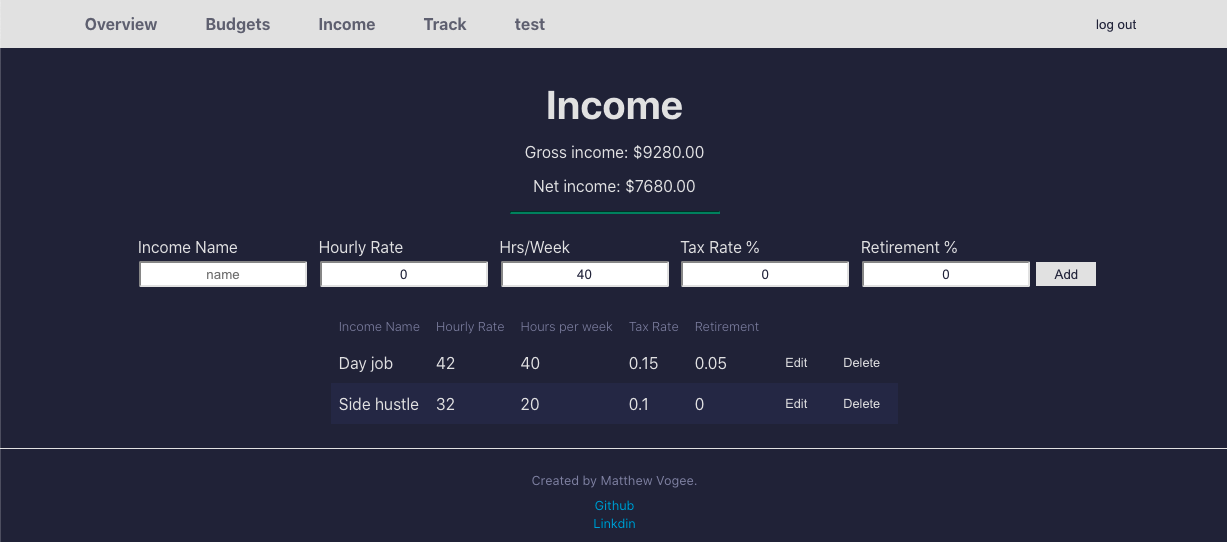 Overview Budgets Income Track test log out
Income
Gross income: $9280.00
Net income: $7680.00
Income Name Hourly Rate Hrs/Week Tax Rate % Retirement %
name 0 40 0 0 Add
Income Name Hourly Rate Hours per week Tax Rate Retirement
Day job 42 40 0.15 0.05 Edit Delete
Side hustle 32 20 0.1 0 Edit Delete
Created by Matthew Vogee.
Github
Linkdin